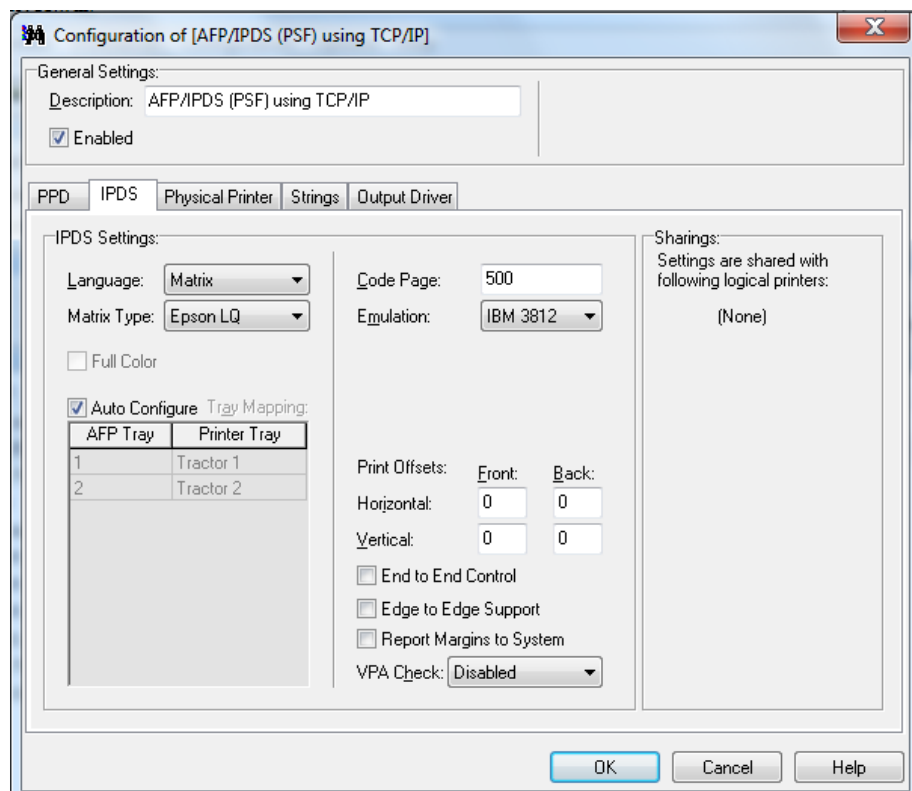 Configuration of [AFP/IPDS (PSF) using TCP/IP]
X
General Settings:
Description: AFP/IPDS (PSF) using TCP/IP
Enabled
PPD IPDS Physical Printer Strings Output Driver
IPDS Settings:
Language: Matrix
Matrix Type: Epson LQ
Full Color
Auto Configure Tray Mapping:
AFP Tray Printer Tray
1 Tractor 1
2 Tractor 2
Code Page: 500
Emulation: IBM 3812
Print Offsets: Front: Back:
Horizontal: 0 0
Vertical: 0 0
End to End Control
Edge to Edge Support
Report Margins to System
VPA Check: Disabled
Sharings:
Settings are shared with
following logical printers:
(None)
OK Cancel Help